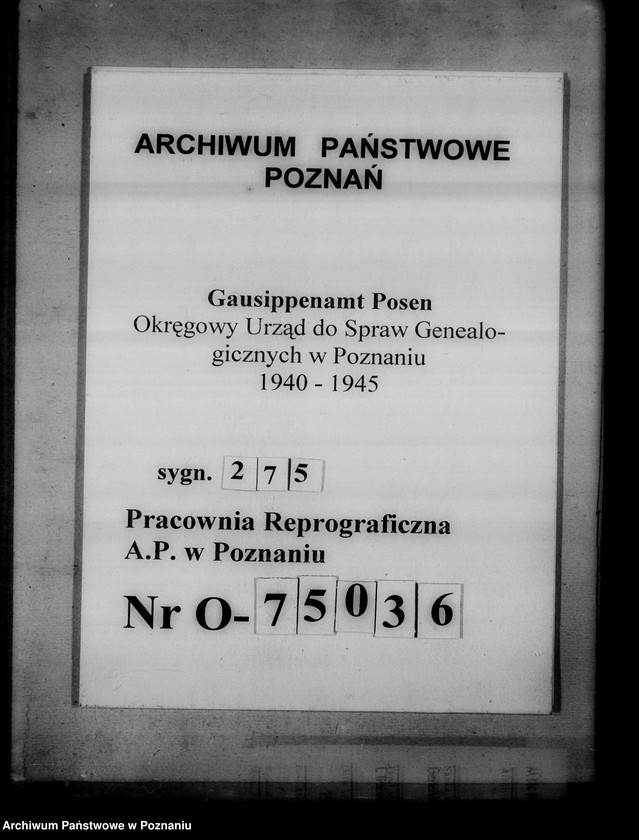 ARCHIWUM PAŃSTWOWE
POZNAŃ
Gausippenamt Posen
Okręgowy Urząd do Spraw Genealo-
gicznych w Poznaniu
1940 - 1945
sygn. 275
Pracownia Reprograficzna
A.P. w Poznaniu
Nr O-75036
Archiwum Państwowe w Poznaniu